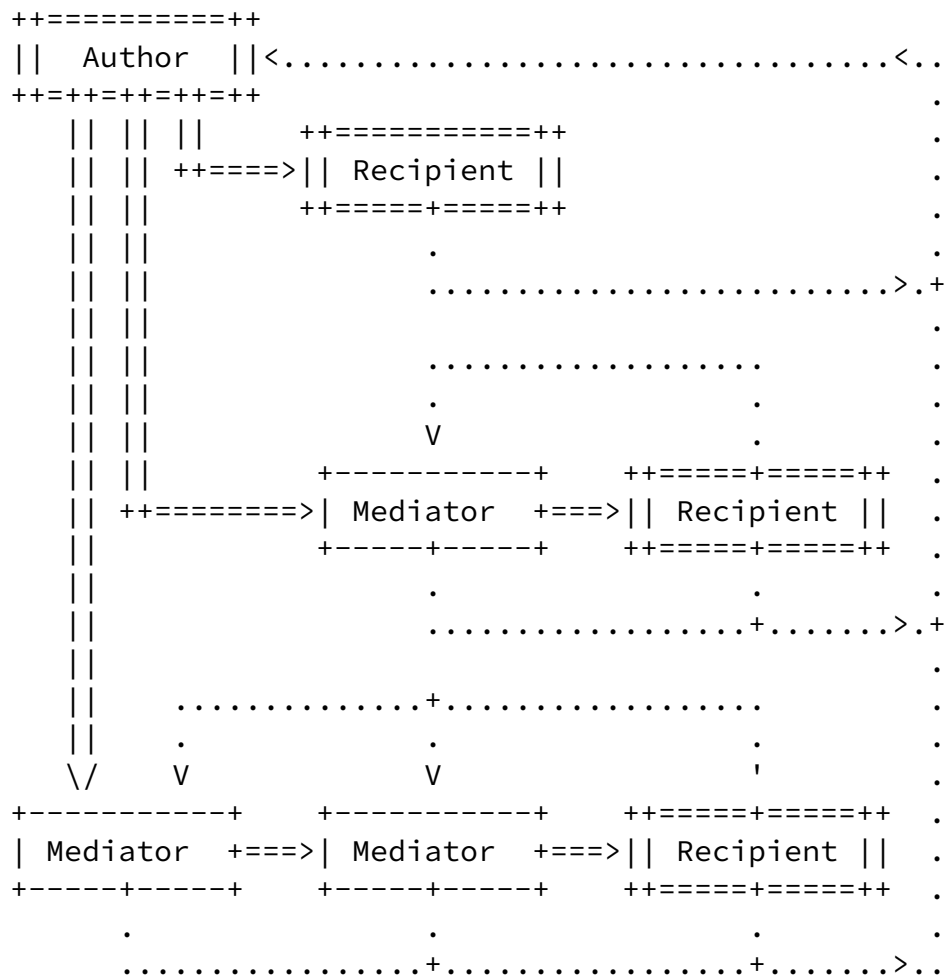 ++==========++
||  Author  ||<..................................<..
++=++=++=++=++                                     .
   || || ||     ++===========++                    .
   || || ++====>|| Recipient ||                    .
   || ||        ++=====+=====++                    .
   || ||               .                           .
   || ||               ..........................>.+
   || ||                                           .
   || ||               ...................         .
   || ||               .                 .         .
   || ||               V                 .         .
   || ||         +-----------+    ++=====+=====++  .
   || ++========>| Mediator  +===>|| Recipient ||  .
   ||            +-----+-----+    ++=====+=====++  .
   ||                  .                 .         .
   ||                  ..................+.......>.+
   ||                                              .
   ||    ..............+..................         .
   ||    .             .                 .         .
   \/    V             V                 '         .
+-----------+    +-----------+    ++=====+=====++  .
| Mediator  +===>| Mediator  +===>|| Recipient ||  .
+-----+-----+    +-----+-----+    ++=====+=====++  .
      .                .                 .         .
      .................+.................+.......>..